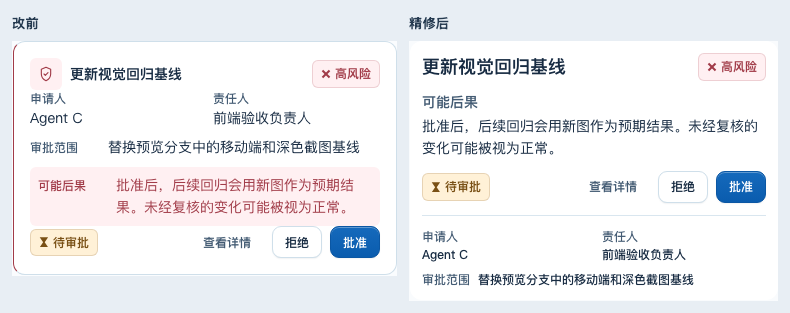 改前
更新视觉回归基线
高风险
申请人
责任人
Agent C
前端验收负责人
审批范围 替换预览分支中的移动端和深色截图基线
可能后果
批准后，后续回归会用新图作为预期结
果。未经复核的变化可能被视为正常。
待审批
查看详情
拒绝
批准
精修后
更新视觉回归基线
高风险
可能后果
批准后，后续回归会用新图作为预期结果。未经复核的
变化可能被视为正常。
待审批
查看详情
拒绝
批准
申请人
责任人
Agent C
前端验收负责人
审批范围 替换预览分支中的移动端和深色截图基线